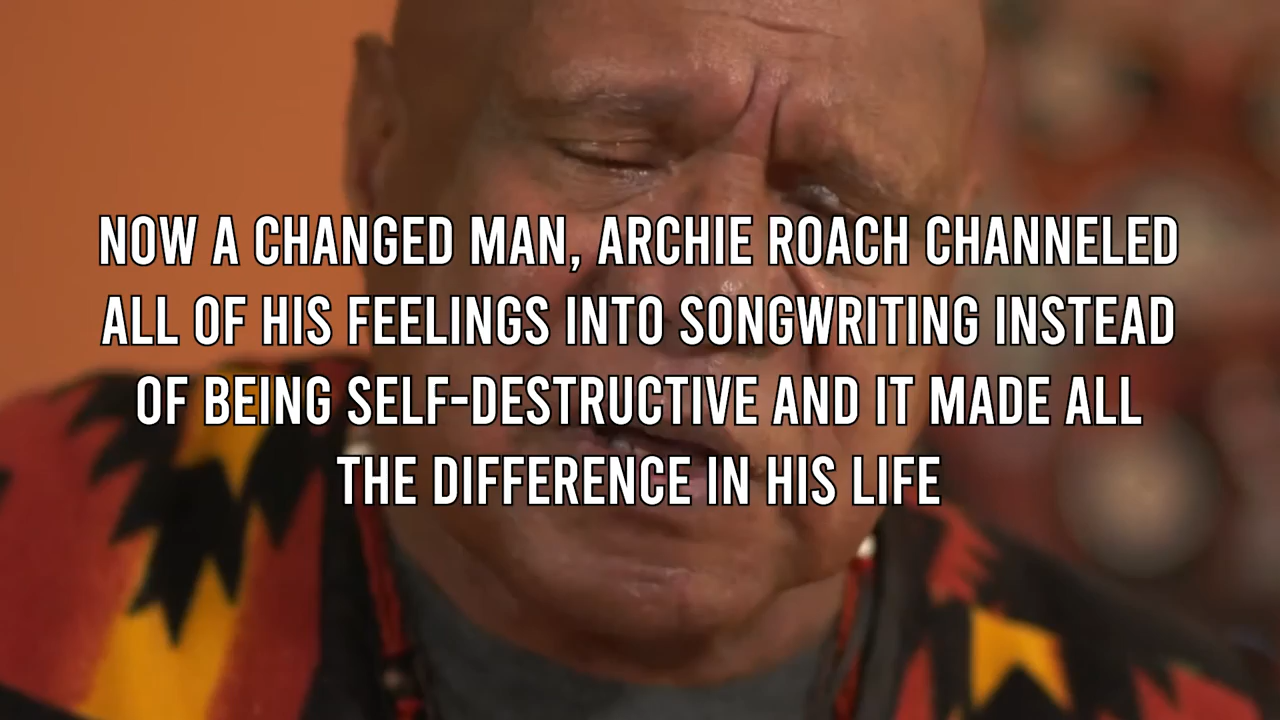 NOW A CHANGED MAN, ARCHIE ROACH CHANNELED
ALL OF HIS FEELINGS INTO SONGWRITING INSTEAD
OF BEING SELF-DESTRUCTIVE AND IT MADE ALL
THE DIFFERENCE IN HIS LIFE